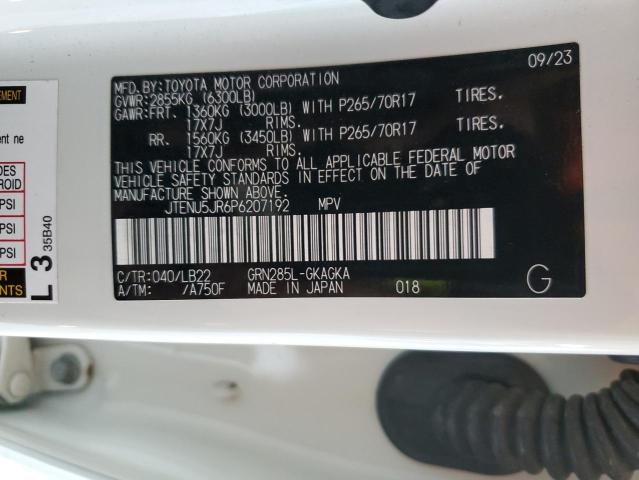 09/23
MFD.BY:TOYOTA MOTOR CORPORATION
GVWR:2855KG (6300LB)
GAWR:FRT. 1360KG (3000LB) WITH P265/70R17 TIRES.
17X7J RIMS.
RR. 1560KG (3450LB) WITH P265/70R17 TIRES.
17X7J RIMS.
THIS VEHICLE CONFORMS TO ALL APPLICABLE FEDERAL MOTOR
VEHICLE SAFETY STANDARDS IN EFFECT ON THE DATE OF
MANUFACTURE SHOWN ABOVE.
JTENU5JR6P6207192 MPV
C/TR:040/LB22 GRN285L-GKAGKA
A/TM: /A750F MADE IN JAPAN 018
G
L 3 35B40
PSI
PSI
PSI